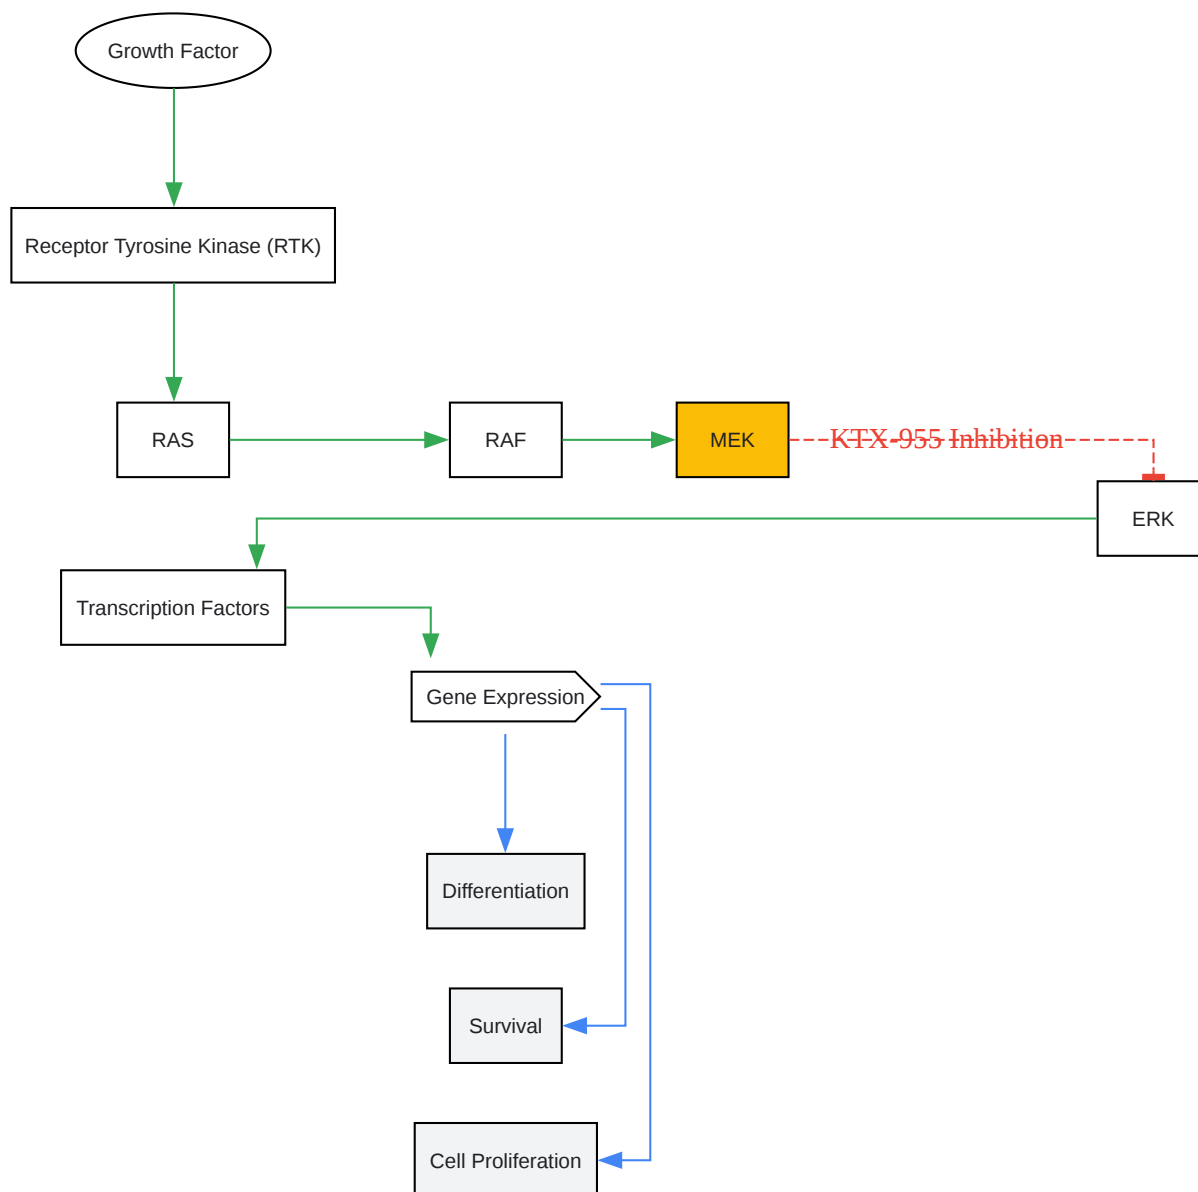 Growth Factor
Receptor Tyrosine Kinase (RTK)
RAS
RAF
MEK
KTX-955 Inhibition
ERK
Transcription Factors
Gene Expression
Differentiation
Survival
Cell Proliferation